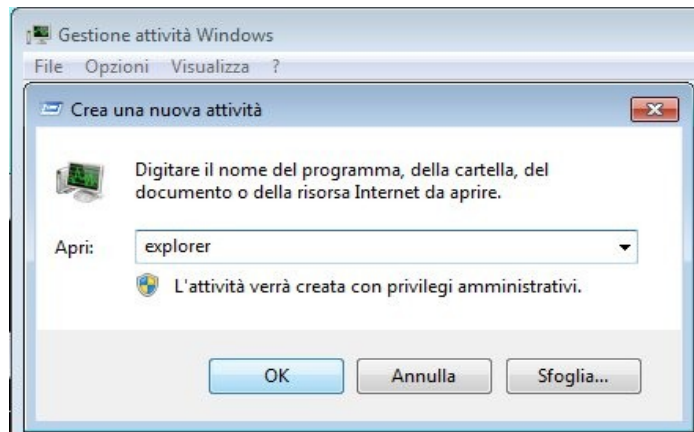 Gestione attività Windows
File Opzioni Visualizza ?
Crea una nuova attività
Digitare il nome del programma, della cartella, del
documento o della risorsa Internet da aprire.
Apri: explorer
L'attività verrà creata con privilegi amministrativi.
OK Annulla Sfoglia...